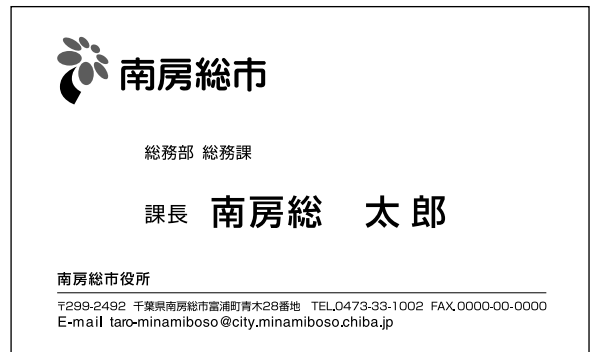 南房総市
総務部 総務課
課長 南房総 太郎
南房総市役所
〒299-2492 千葉県南房総市富浦町青木28番地 TEL.0473-33-1002 FAX.0000-00-0000
E-mail taro-minamiboso@city.minamiboso.chiba.jp